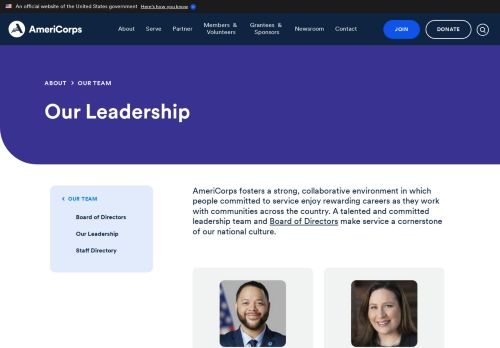 An official website of the United States government Here's how you know
AmeriCorps
About
Serve
Partner
Members &
Volunteers
Grantees &
Sponsors
Newsroom
Contact
JOIN
DONATE
ABOUT > OUR TEAM
Our Leadership
< OUR TEAM
Board of Directors
Our Leadership
Staff Directory
AmeriCorps fosters a strong, collaborative environment in which
people committed to service enjoy rewarding careers as they work
with communities across the country. A talented and committed
leadership team and Board of Directors make service a cornerstone
of our national culture.